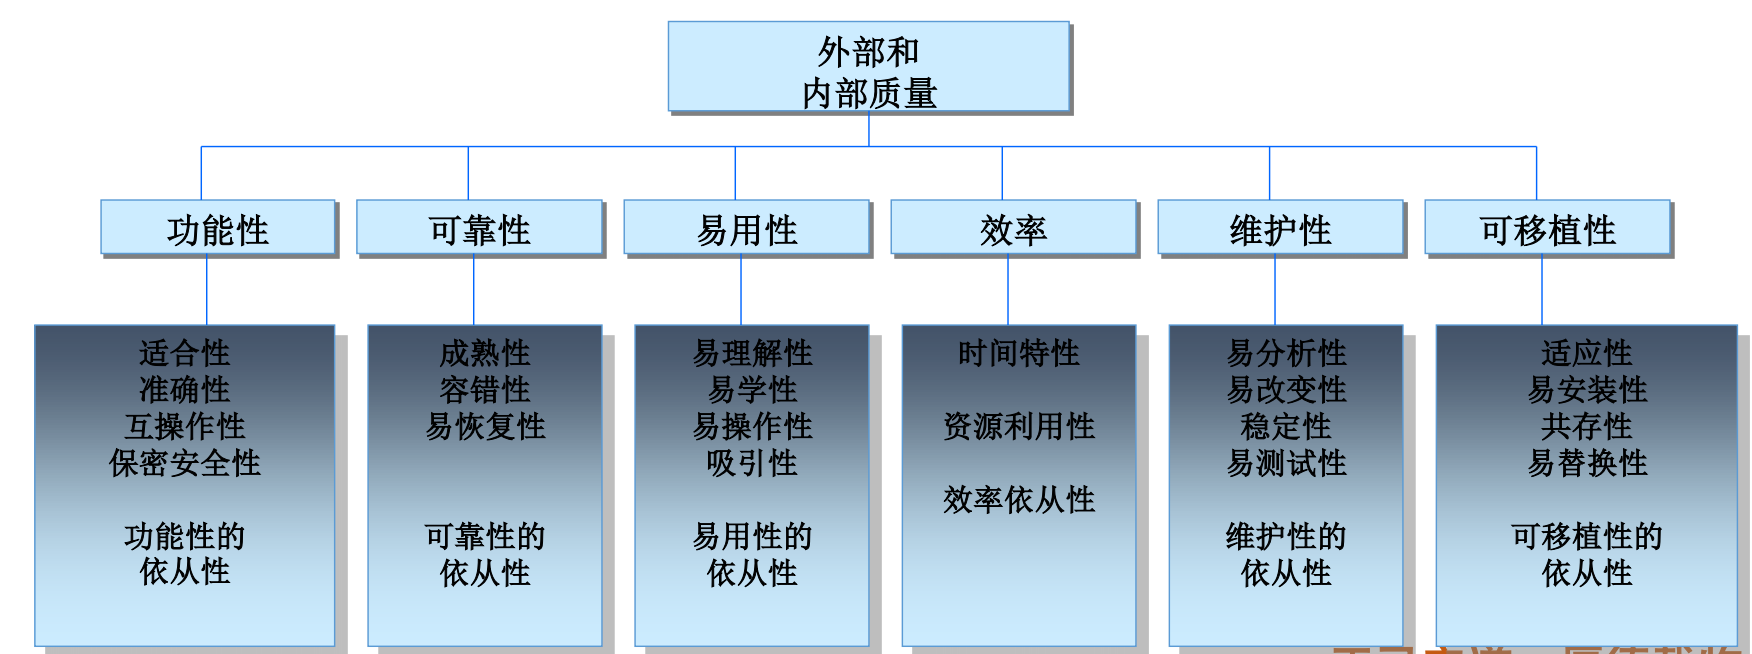 外部和
内部质量
功能性
可靠性
易用性
效率
维护性
可移植性
适合性
准确性
互操作性
保密安全性
功能性的
依从性
成熟性
容错性
易恢复性
可靠性的
依从性
易理解性
易学性
易操作性
吸引性
易用性的
依从性
时间特性
资源利用性
效率依从性
易分析性
易改变性
稳定性
易测试性
维护性的
依从性
适应性
易安装性
共存性
易替换性
可移植性的
依从性